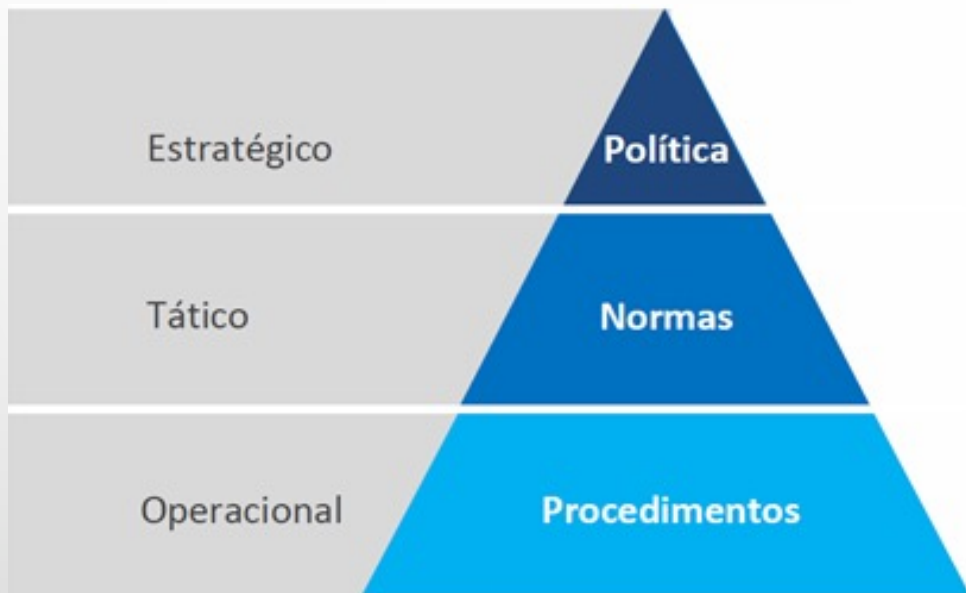 Estratégico
Política
Tático
Normas
Operacional
Procedimentos